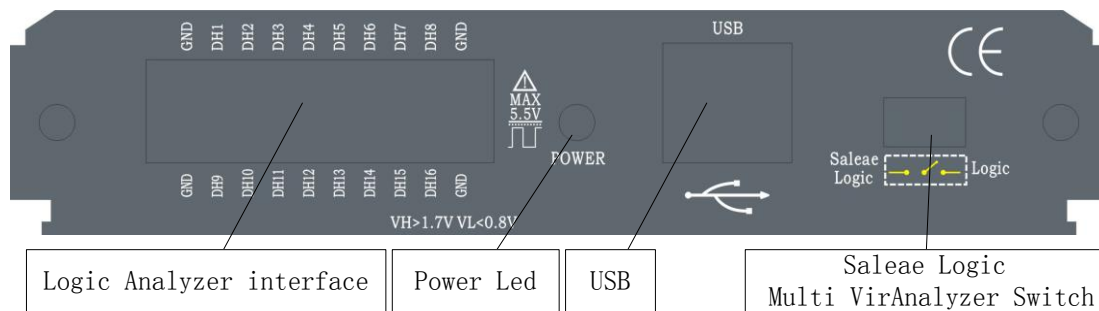 GND DH1 DH2 DH3 DH4 DH5 DH6 DH7 DH8 GND
USB
CE
MAX
5.5V
POWER
Saleae
Logic
Logic
GND DH9 DH10 DH11 DH12 DH13 DH14 DH15 DH16 GND
VH>1.7V VL<0.8V
Logic Analyzer interface
Power Led
USB
Saleae Logic
Multi VirAnalyzer Switch